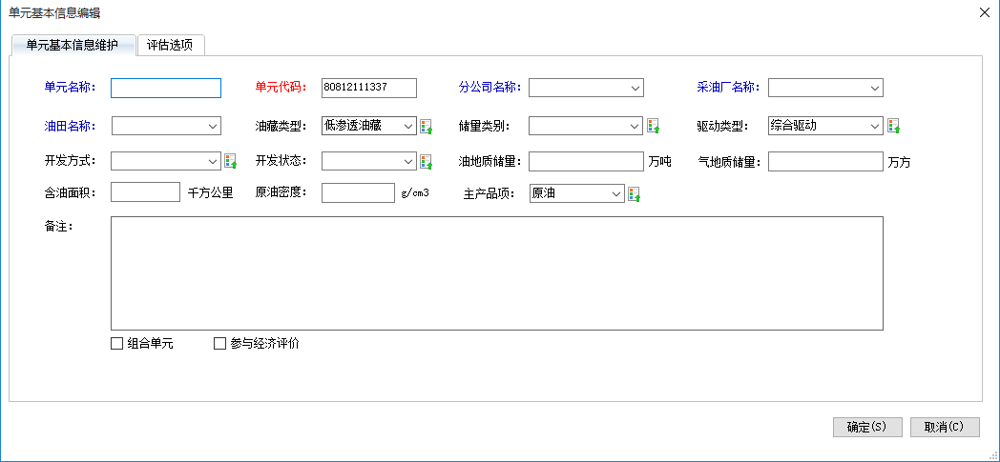 单元基本信息编辑
单元基本信息维护 评估选项
单元名称： 单元代码： 80812111337 分公司名称： 采油厂名称：
油田名称： 油藏类型： 低渗透油藏 储量类别： 驱动类型： 综合驱动
开发方式： 开发状态： 油地质储量： 万吨 气地质储量： 万方
含油面积： 千方公里 原油密度： g/cm3 主产品项： 原油
备注：
组合单元 参与经济评价
确定(S) 取消(C)